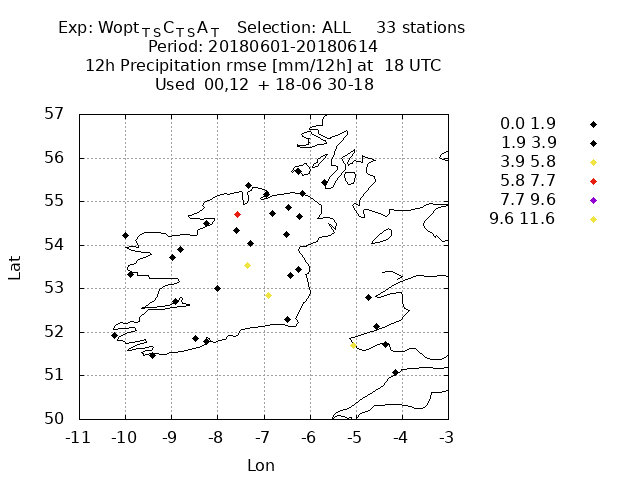 Exp: WoptTSCTSAT   Selection: ALL     33 stations
Period: 20180601-20180614
12h Precipitation rmse [mm/12h] at  18 UTC
Used  00,12  + 18-06 30-18
0.0 1.9
1.9 3.9
3.9 5.8
5.8 7.7
7.7 9.6
9.6 11.6
57
56
55
54
53
52
51
50
Lat
-11 -10 -9 -8 -7 -6 -5 -4 -3
Lon